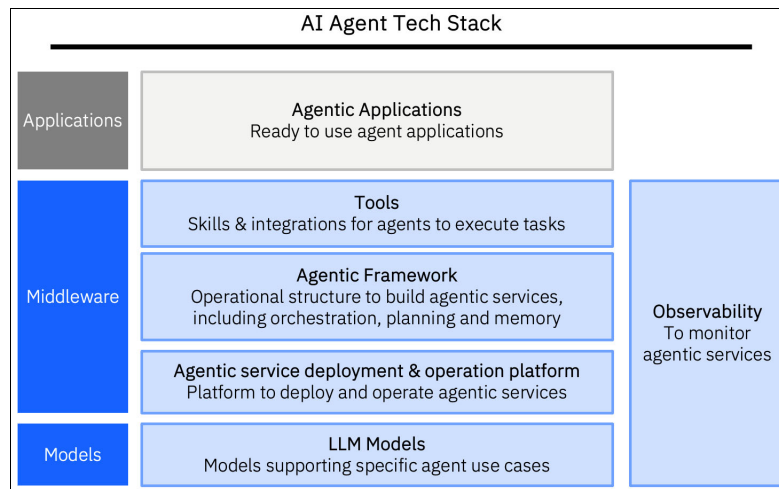 AI Agent Tech Stack
Applications
Agentic Applications
Ready to use agent applications
Middleware
Tools
Skills & integrations for agents to execute tasks
Agentic Framework
Operational structure to build agentic services,
including orchestration, planning and memory
Agentic service deployment & operation platform
Platform to deploy and operate agentic services
Observability
To monitor
agentic services
Models
LLM Models
Models supporting specific agent use cases